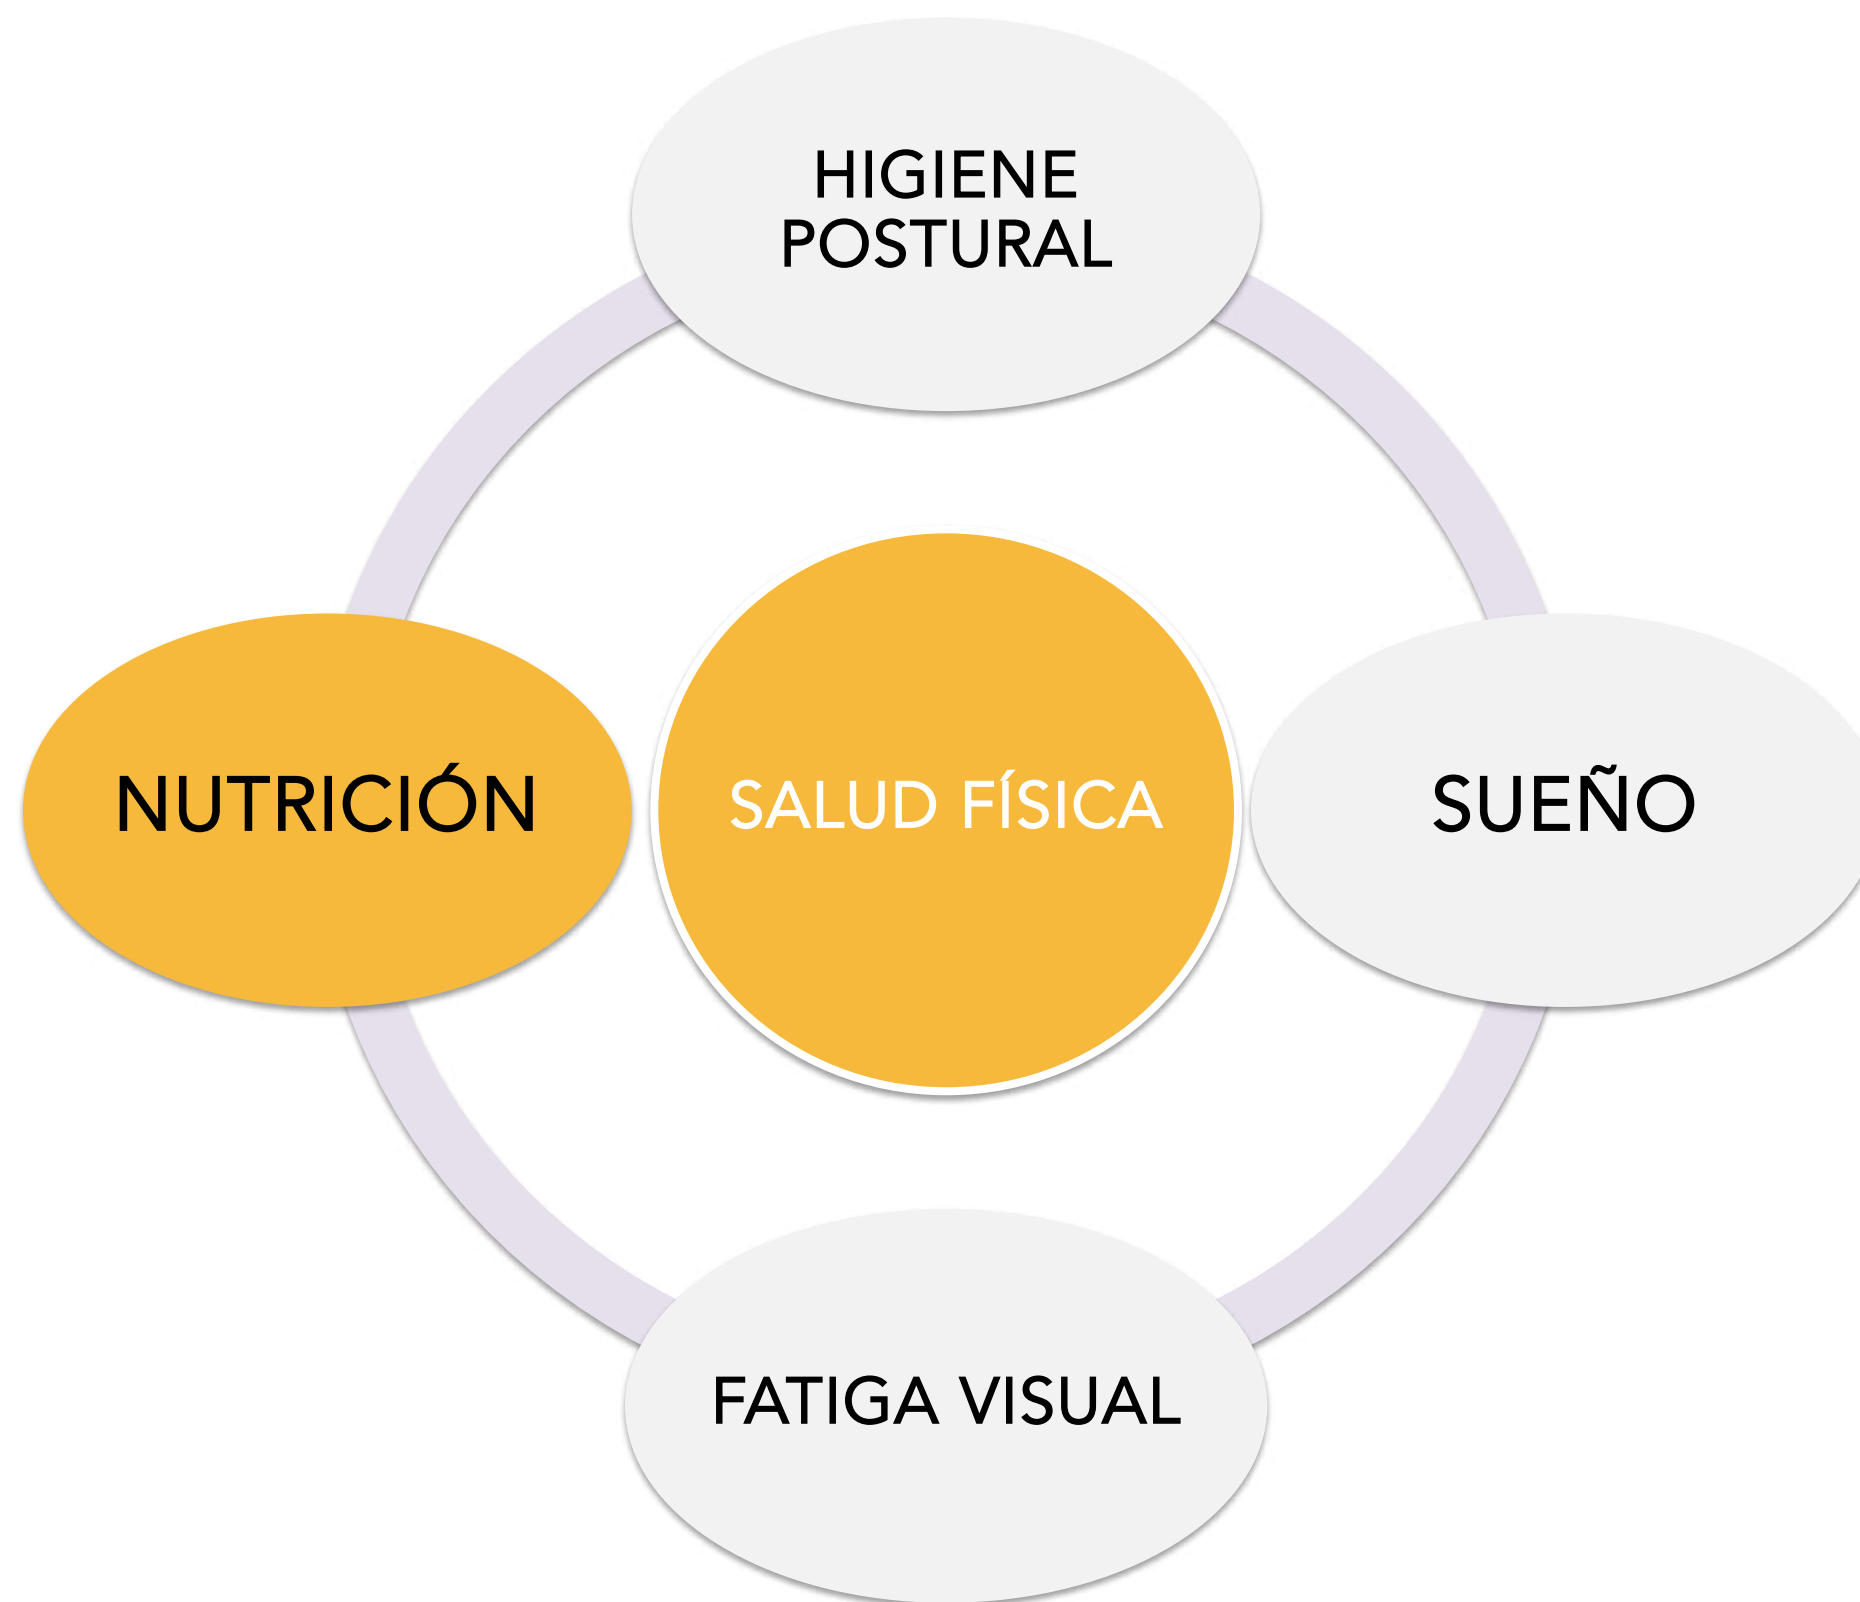 HIGIENE
POSTURAL
NUTRICIÓN
SALUD FÍSICA
SUEÑO
FATIGA VISUAL